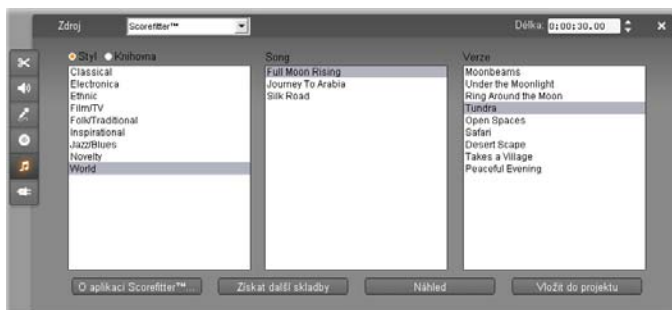 Zdroj Scorefitter™ Délka: 0:00:30.00
Styl Knihovna Song Verze
Classical
Electronica
Ethnic
Film/TV
Folk/Traditional
Inspirational
Jazz/Blues
Novelty
World
Full Moon Rising
Journey To Arabia
Silk Road
Moonbeams
Under the Moonlight
Ring Around the Moon
Tundra
Open Spaces
Safari
Desert Scape
Takes a Village
Peaceful Evening
O aplikaci Scorefitter™... Získat další skladby Náhled Vložit do projektu